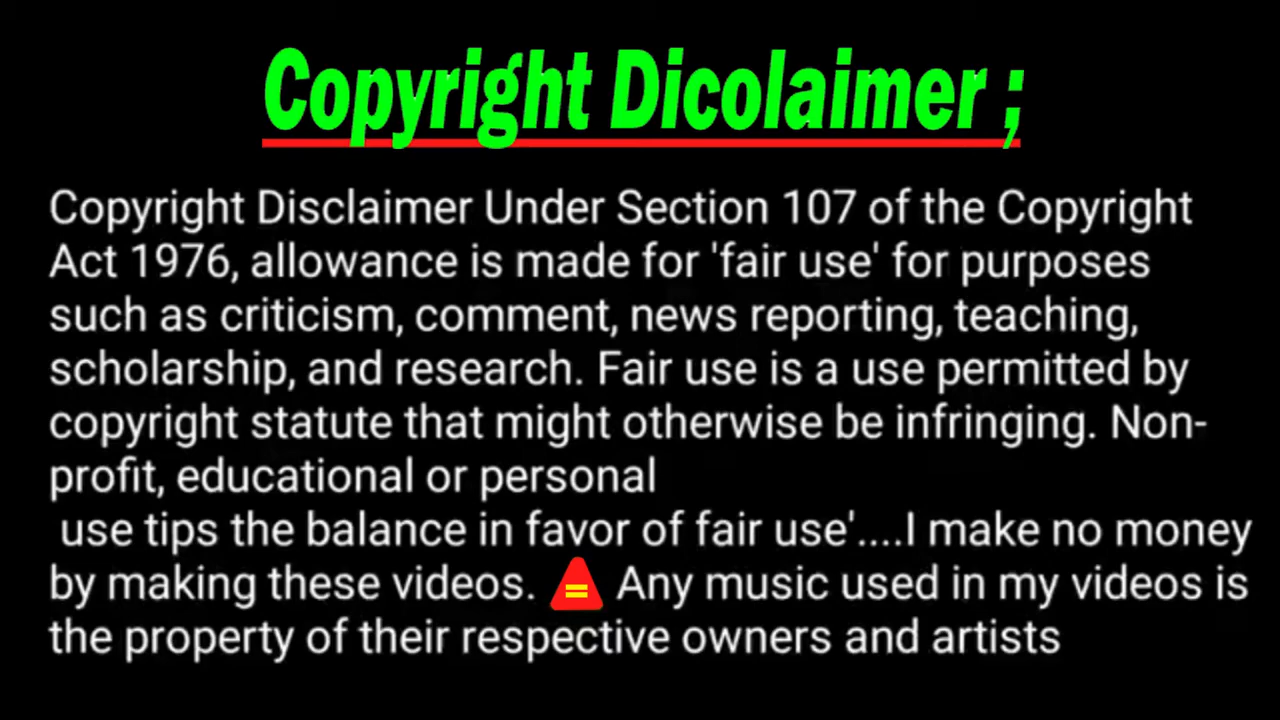 Copyright Dicolaimer ;
Copyright Disclaimer Under Section 107 of the Copyright
Act 1976, allowance is made for 'fair use' for purposes
such as criticism, comment, news reporting, teaching,
scholarship, and research. Fair use is a use permitted by
copyright statute that might otherwise be infringing. Non-
profit, educational or personal
use tips the balance in favor of fair use'....I make no money
by making these videos. = Any music used in my videos is
the property of their respective owners and artists